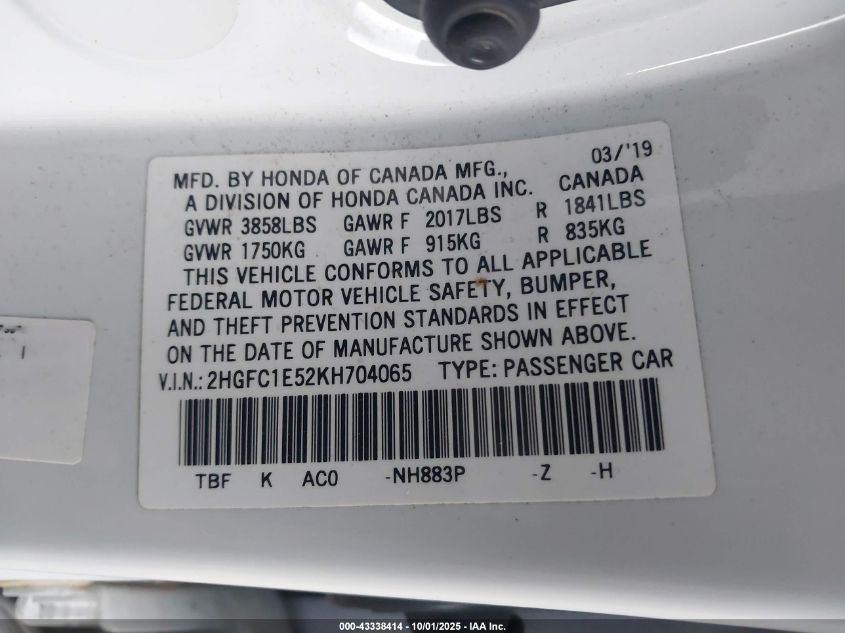 03/'19
MFD. BY HONDA OF CANADA MFG.,
A DIVISION OF HONDA CANADA INC. CANADA
GVWR 3858LBS GAWR F 2017LBS R 1841LBS
GVWR 1750KG GAWR F 915KG R 835KG
THIS VEHICLE CONFORMS TO ALL APPLICABLE
FEDERAL MOTOR VEHICLE SAFETY, BUMPER,
AND THEFT PREVENTION STANDARDS IN EFFECT
ON THE DATE OF MANUFACTURE SHOWN ABOVE.
V.I.N.: 2HGFC1E52KH704065 TYPE: PASSENGER CAR
TBF K AC0 -NH883P -Z -H
000-43338414 - 10/01/2025 - IAA Inc.